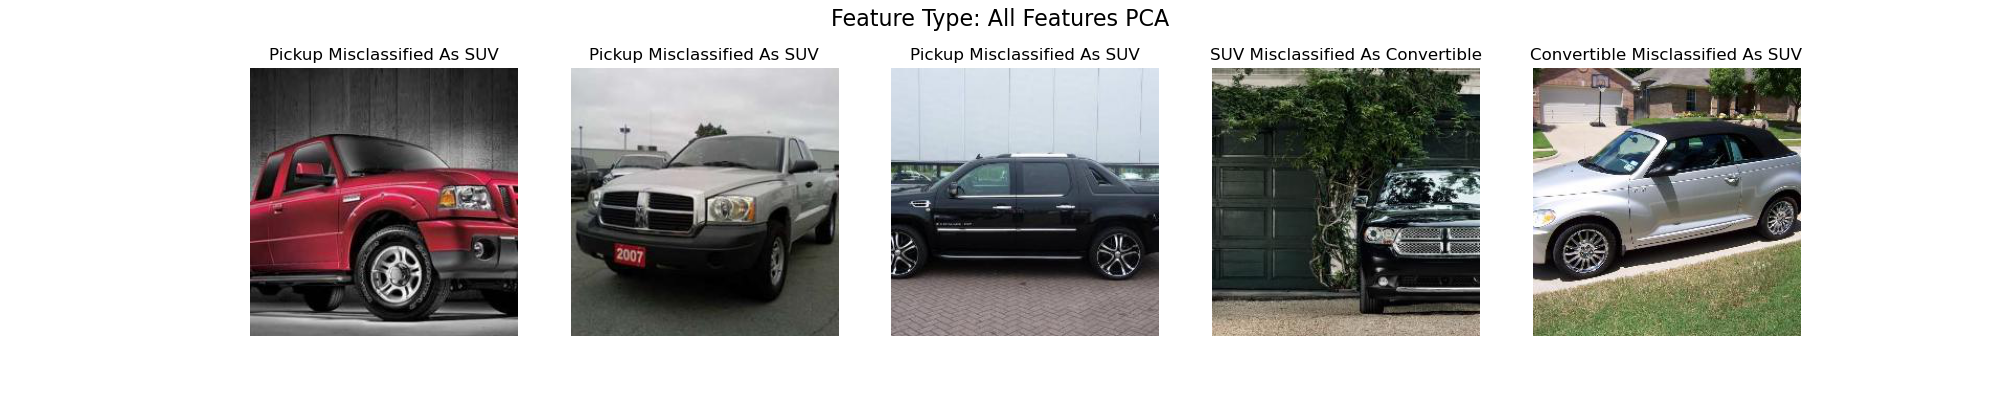 Feature Type: All Features PCA
Pickup Misclassified As SUV
Pickup Misclassified As SUV
Pickup Misclassified As SUV
SUV Misclassified As Convertible
Convertible Misclassified As SUV
2007